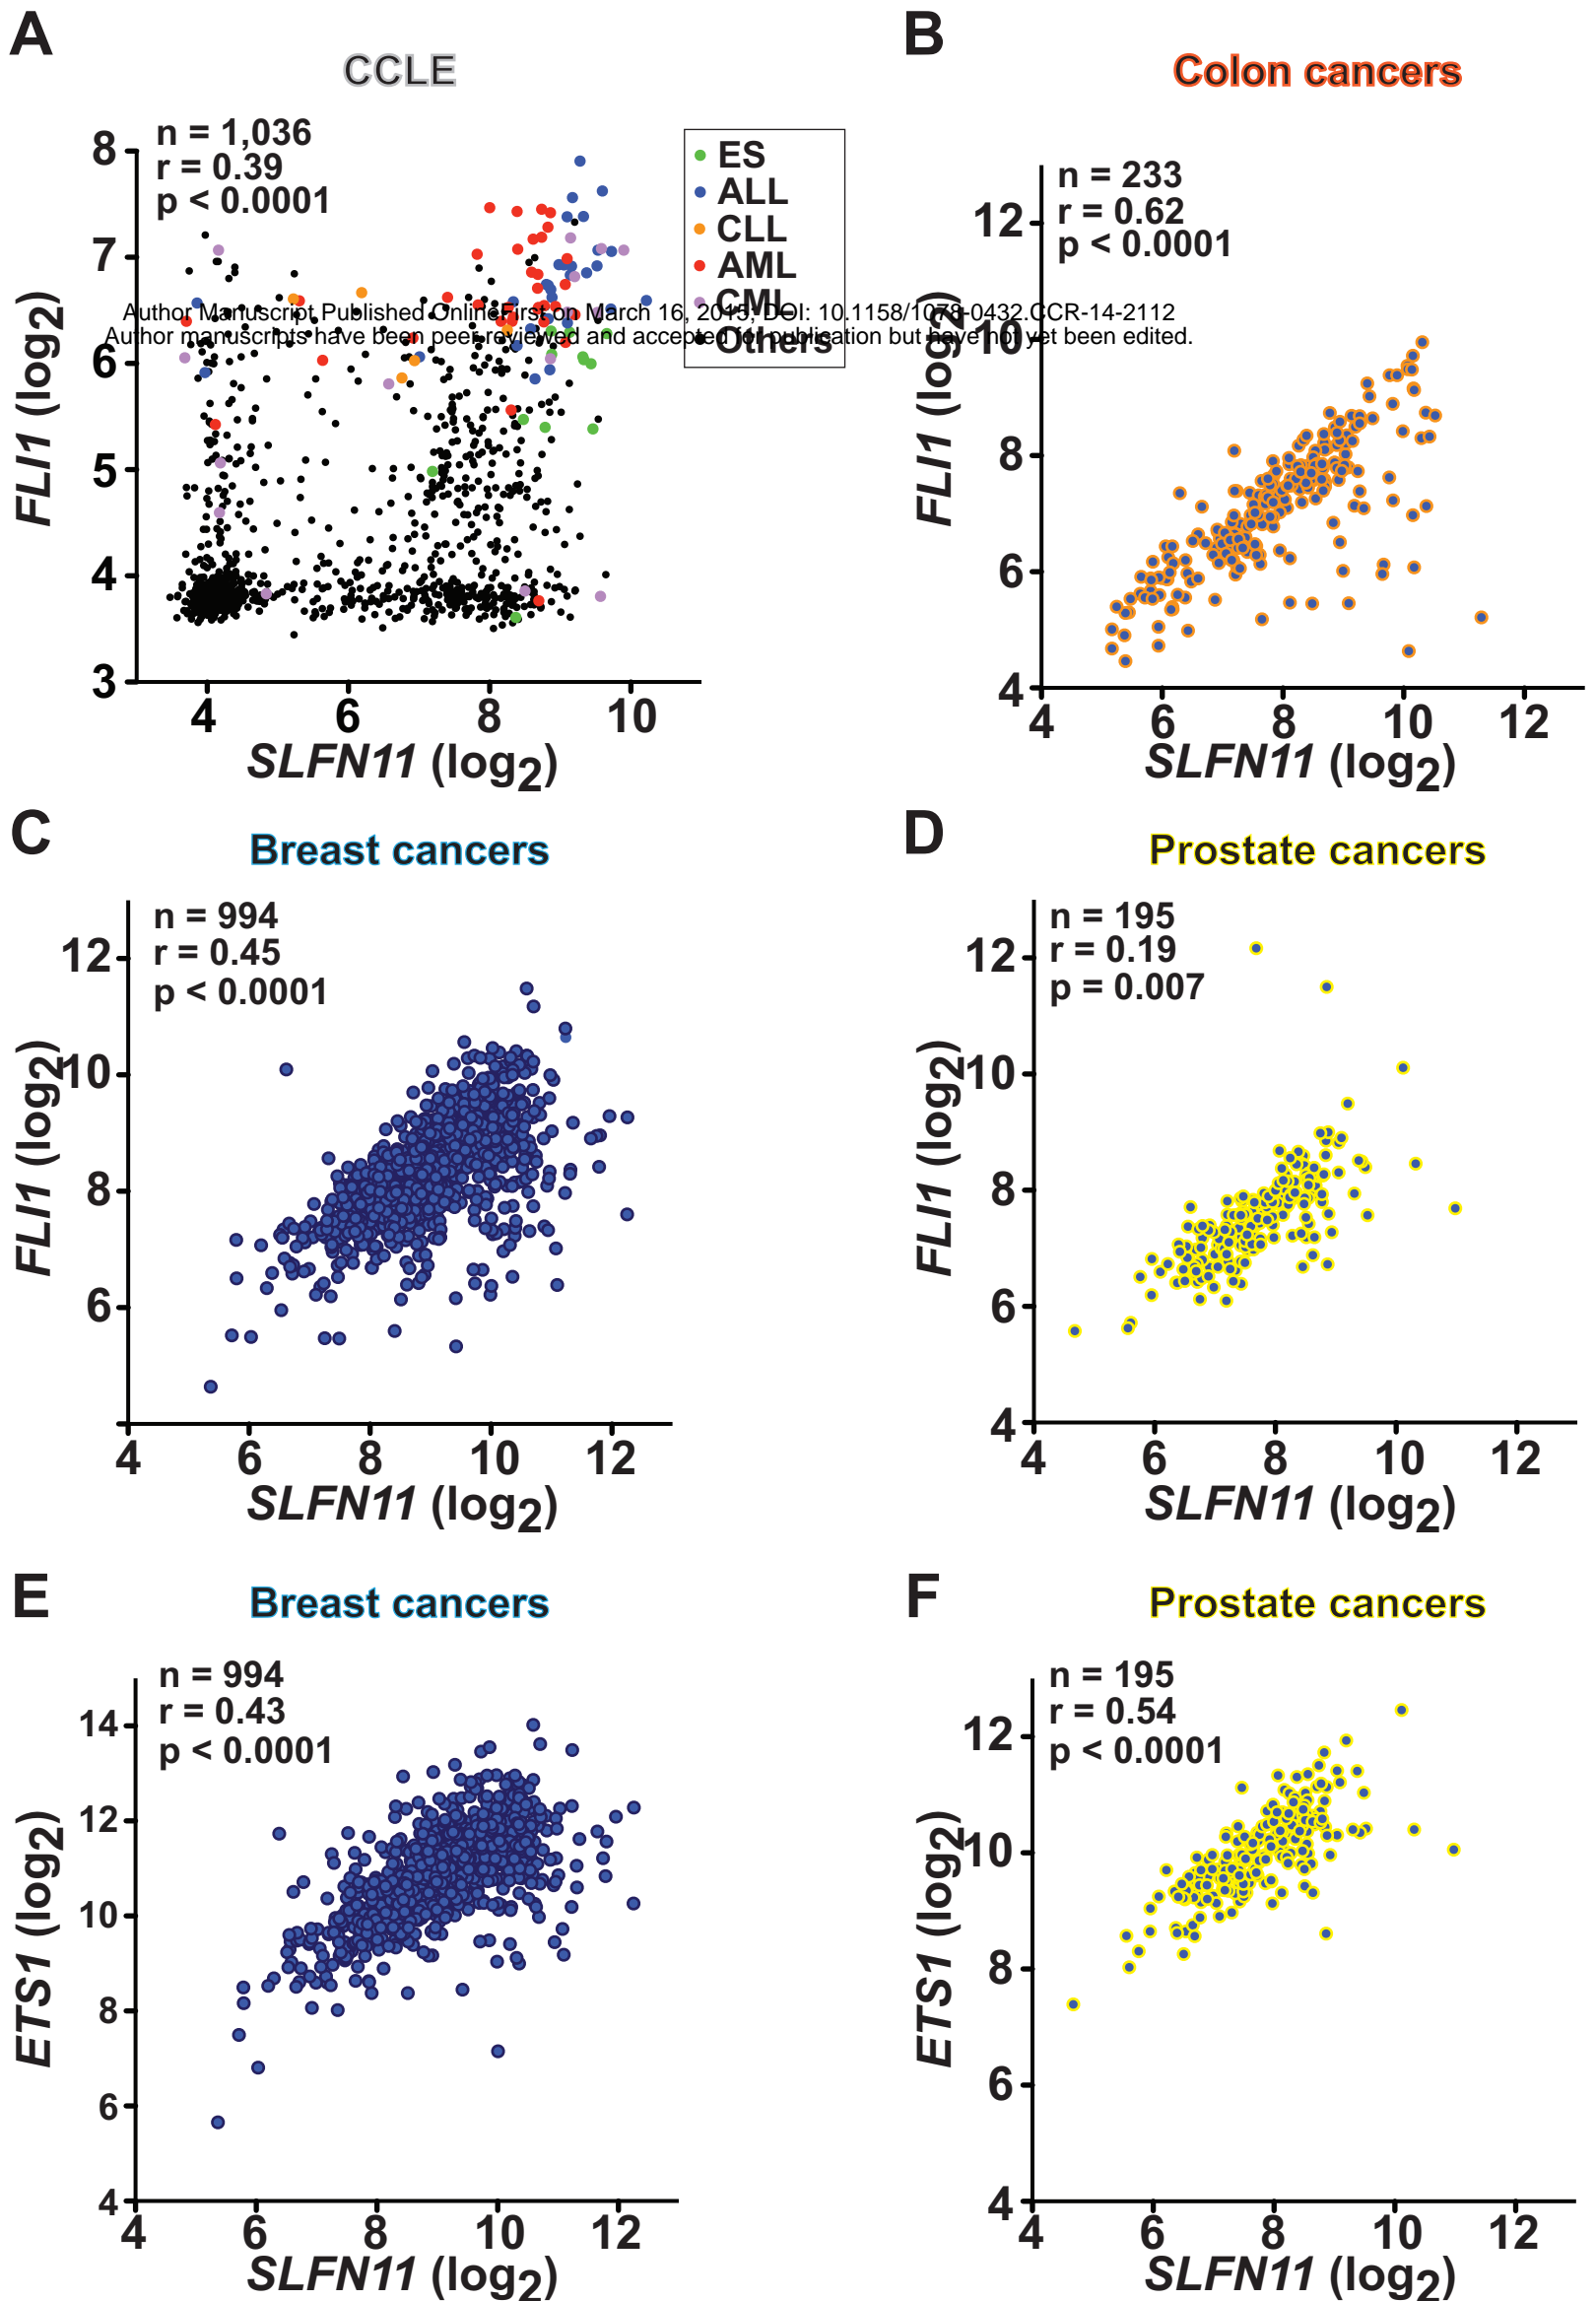 A
CCLE
n = 1,036
r = 0.39
p < 0.0001
ES
ALL
CLL
AML
CML
Others
8
7
6
5
4
3
4
6
8
10
FLI1 (log2)
SLFN11 (log2)
B
Colon cancers
n = 233
r = 0.62
p < 0.0001
12
10
8
6
4
4
6
8
10
12
FLI1 (log2)
SLFN11 (log2)
Author Manuscript Published OnlineFirst on March 16, 2015; DOI: 10.1158/1078-0432.CCR-14-2112
Author manuscripts have been peer reviewed and accepted for publication but have not yet been edited.
C
Breast cancers
n = 994
r = 0.45
p < 0.0001
12
10
8
6
4
6
8
10
12
FLI1 (log2)
SLFN11 (log2)
D
Prostate cancers
n = 195
r = 0.19
p = 0.007
12
10
8
6
4
4
6
8
10
12
FLI1 (log2)
SLFN11 (log2)
E
Breast cancers
n = 994
r = 0.43
p < 0.0001
14
12
10
8
6
4
4
6
8
10
12
ETS1 (log2)
SLFN11 (log2)
F
Prostate cancers
n = 195
r = 0.54
p < 0.0001
12
10
8
6
4
4
6
8
10
12
ETS1 (log2)
SLFN11 (log2)